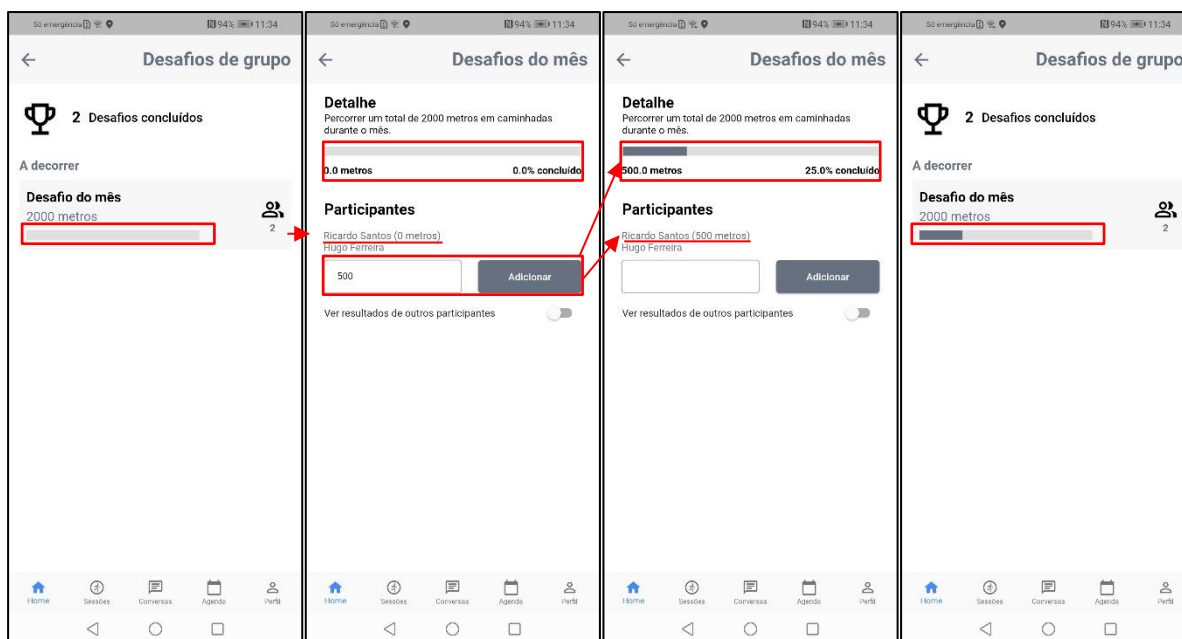 Só emergência 94% 11:34
Desafios de grupo
2 Desafios concluídos
A decorrer
Desafio do mês
2000 metros
2
Home Sessões Conversas Agenda Perfil
Só emergência 94% 11:34
Desafios do mês
Detalhe
Percorrer um total de 2000 metros em caminhadas
durante o mês.
0.0 metros 0.0% concluído
Participantes
Ricardo Santos (0 metros)
Hugo Ferreira
500 Adicionar
Ver resultados de outros participantes
Home Sessões Conversas Agenda Perfil
Só emergência 94% 11:34
Desafios do mês
Detalhe
Percorrer um total de 2000 metros em caminhadas
durante o mês.
500.0 metros 25.0% concluído
Participantes
Ricardo Santos (500 metros)
Hugo Ferreira
Adicionar
Ver resultados de outros participantes
Home Sessões Conversas Agenda Perfil
Só emergência 94% 11:34
Desafios de grupo
2 Desafios concluídos
A decorrer
Desafio do mês
2000 metros
2
Home Sessões Conversas Agenda Perfil